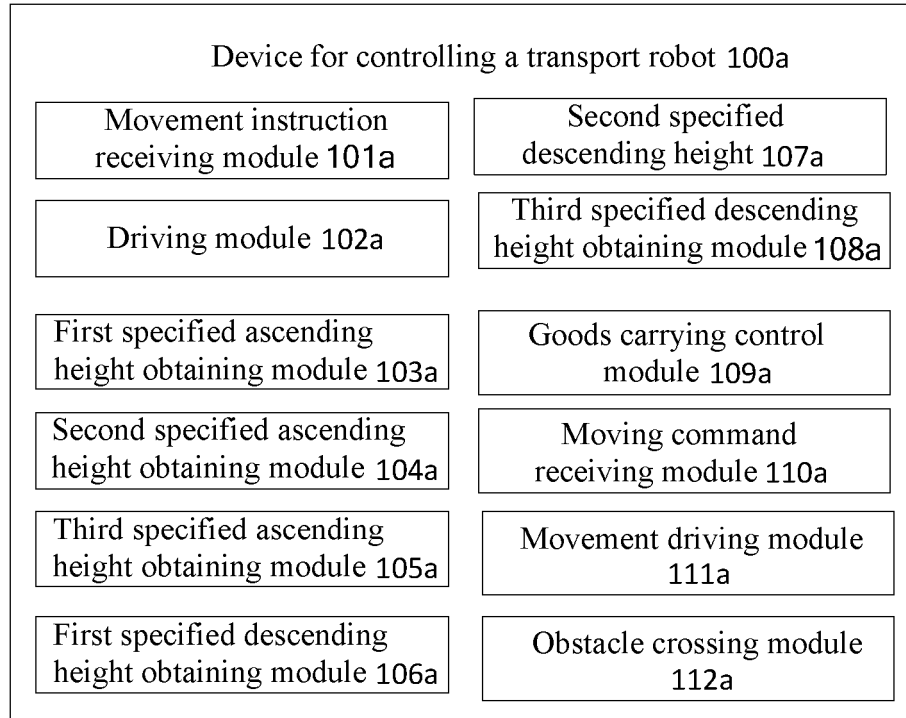 Device for controlling a transport robot 100a
Movement instruction
receiving module 101a
Driving module 102a
First specified ascending
height obtaining module 103a
Second specified ascending
height obtaining module 104a
Third specified ascending
height obtaining module 105a
First specified descending
height obtaining module 106a
Second specified
descending height 107a
Third specified descending
height obtaining module 108a
Goods carrying control
module 109a
Moving command
receiving module 110a
Movement driving module
111a
Obstacle crossing module
112a